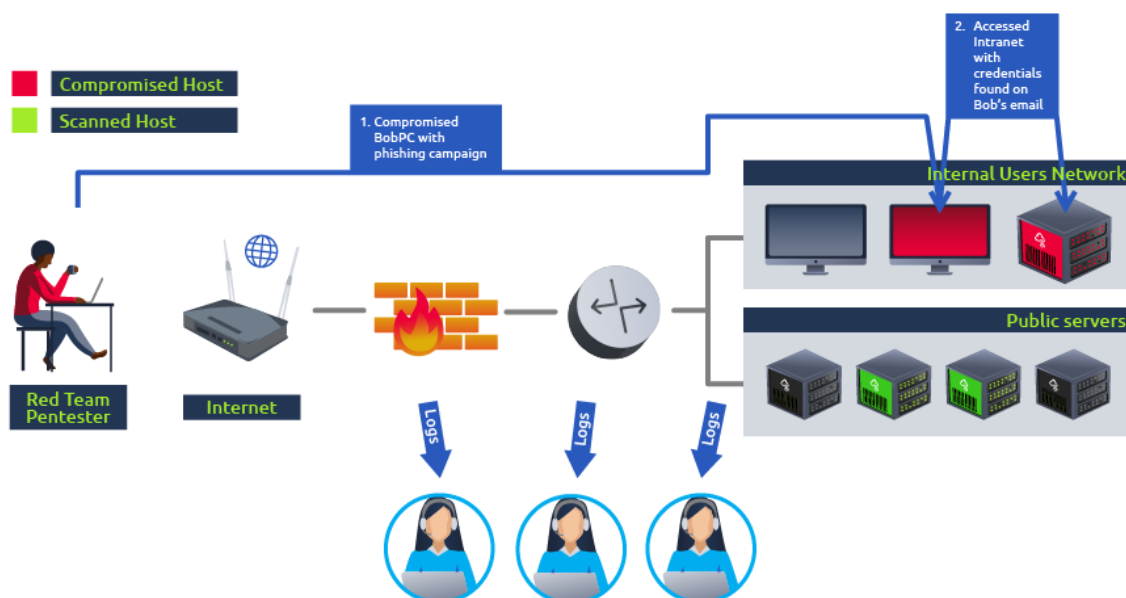 2. Accessed
Intranet
with
credentials
found on
Bob's email
Compromised Host
Scanned Host
1. Compromised
BobPC with
phishing campaign
Internal Users Network
Public servers
Red Team
Pentester
Internet
Logs
Logs
Logs